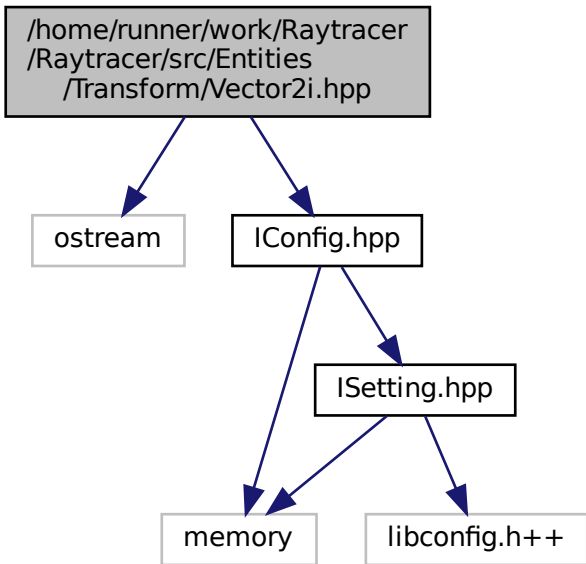 /home/runner/work/Raytracer
/Raytracer/src/Entities
/Transform/Vector2i.hpp
ostream
IConfig.hpp
ISetting.hpp
memory
libconfig.h++